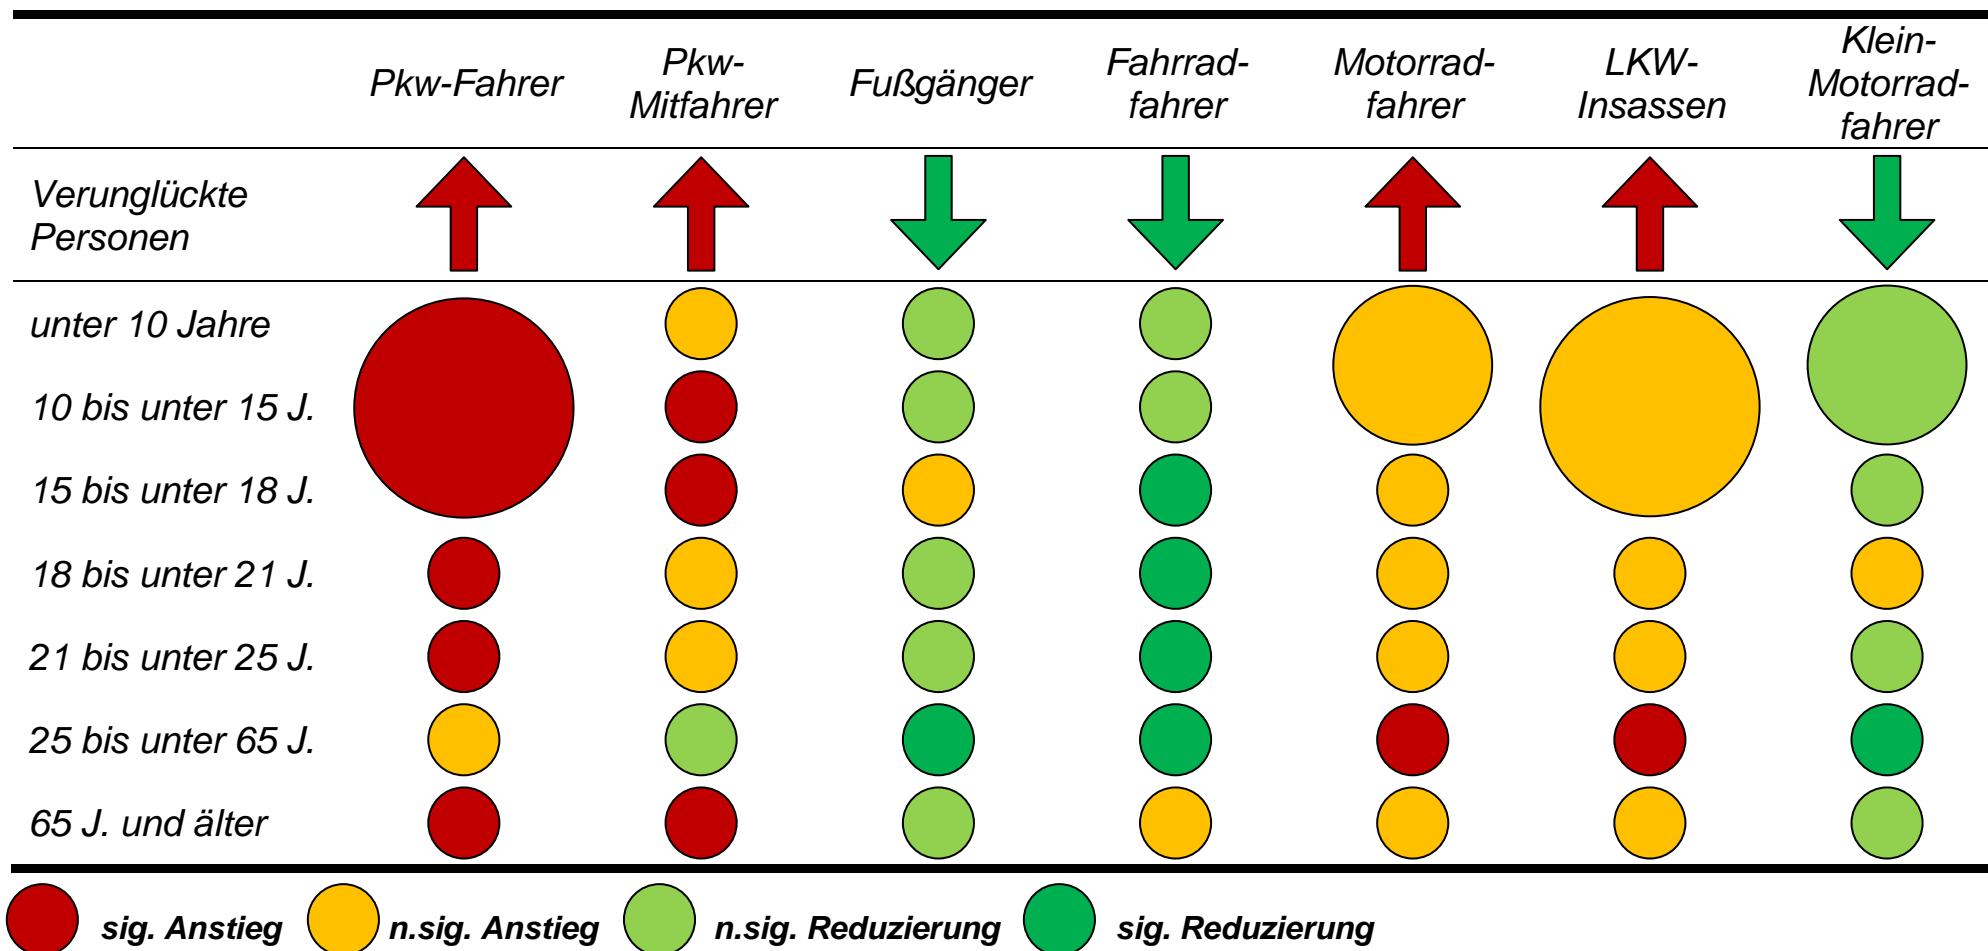 Pkw-Fahrer
Pkw-
Mitfahrer
Fußgänger
Fahrrad-
fahrer
Motorrad-
fahrer
LKW-
Insassen
Klein-
Motorrad-
fahrer
Verunglückte
Personen
unter 10 Jahre
10 bis unter 15 J.
15 bis unter 18 J.
18 bis unter 21 J.
21 bis unter 25 J.
25 bis unter 65 J.
65 J. und älter
sig. Anstieg n.sig. Anstieg n.sig. Reduzierung sig. Reduzierung